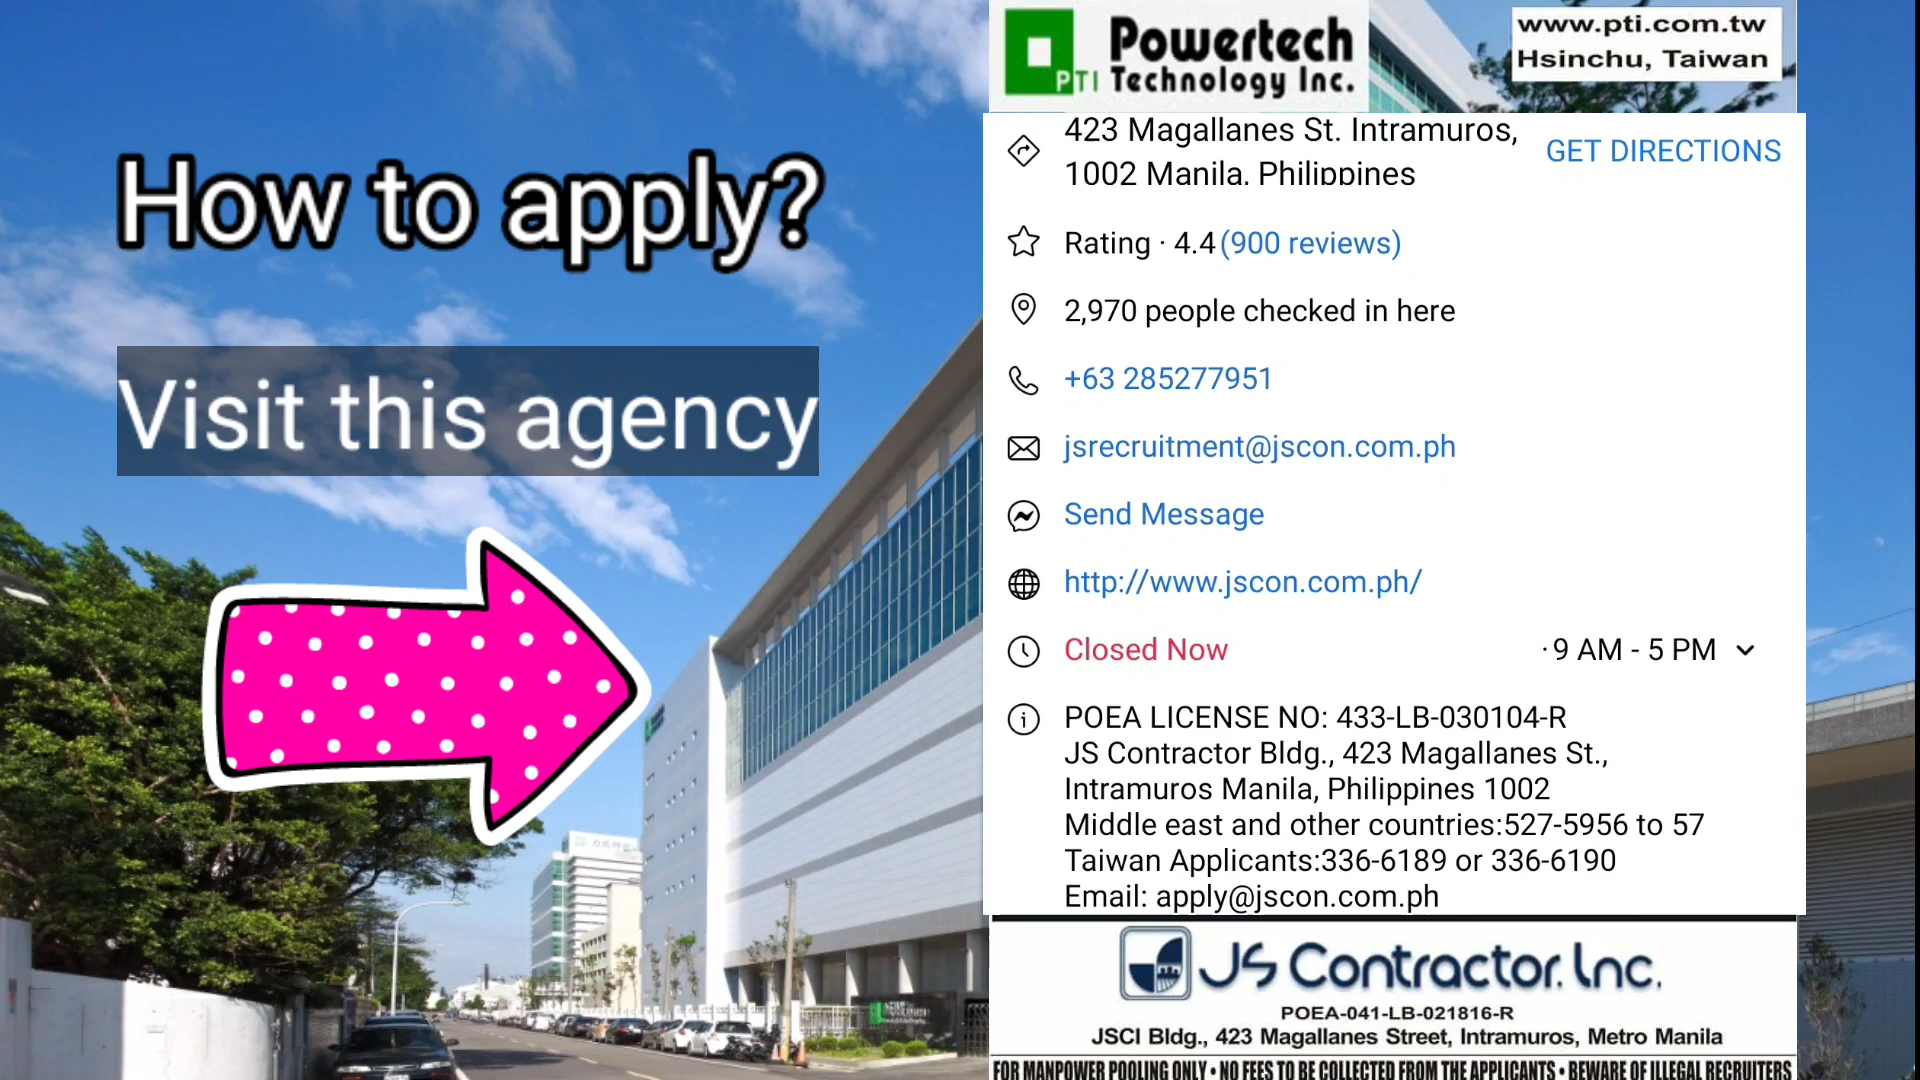 How to apply?
Visit this agency
PTI
Powertech
Technology Inc.
www.pti.com.tw
Hsinchu, Taiwan
423 Magallanes St. Intramuros,
1002 Manila, Philippines
GET DIRECTIONS
Rating · 4.4 (900 reviews)
2,970 people checked in here
+63 285277951
jsrecruitment@jscon.com.ph
Send Message
http://www.jscon.com.ph/
Closed Now · 9 AM - 5 PM
POEA LICENSE NO: 433-LB-030104-R
JS Contractor Bldg., 423 Magallanes St.,
Intramuros Manila, Philippines 1002
Middle east and other countries:527-5956 to 57
Taiwan Applicants:336-6189 or 336-6190
Email: apply@jscon.com.ph
JS Contractor. Inc.
POEA-041-LB-021816-R
JSCI Bldg., 423 Magallanes Street, Intramuros, Metro Manila
FOR MANPOWER POOLING ONLY • NO FEES TO BE COLLECTED FROM THE APPLICANTS • BEWARE OF ILLEGAL RECRUITERS